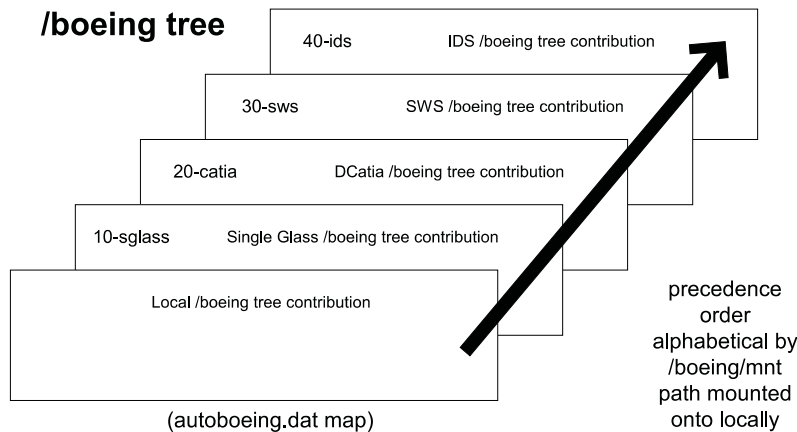 /boeing tree
40-ids IDS /boeing tree contribution
30-sws SWS /boeing tree contribution
20-catia DCatia /boeing tree contribution
10-sglass Single Glass /boeing tree contribution
Local /boeing tree contribution
precedence
order
alphabetical by
/boeing/mnt
path mounted
onto locally
(autoboeing.dat map)